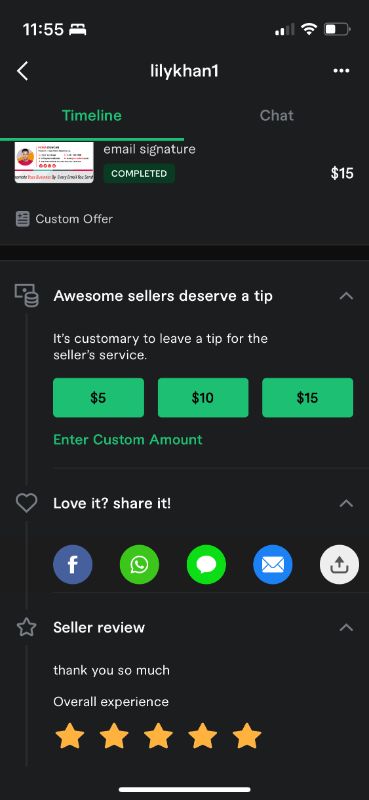 11:55
lilykhan1
Timeline
Chat
email signature
COMPLETED
$15
Custom Offer
Awesome sellers deserve a tip
It's customary to leave a tip for the
seller's service.
$5
$10
$15
Enter Custom Amount
Love it? share it!
Seller review
thank you so much
Overall experience